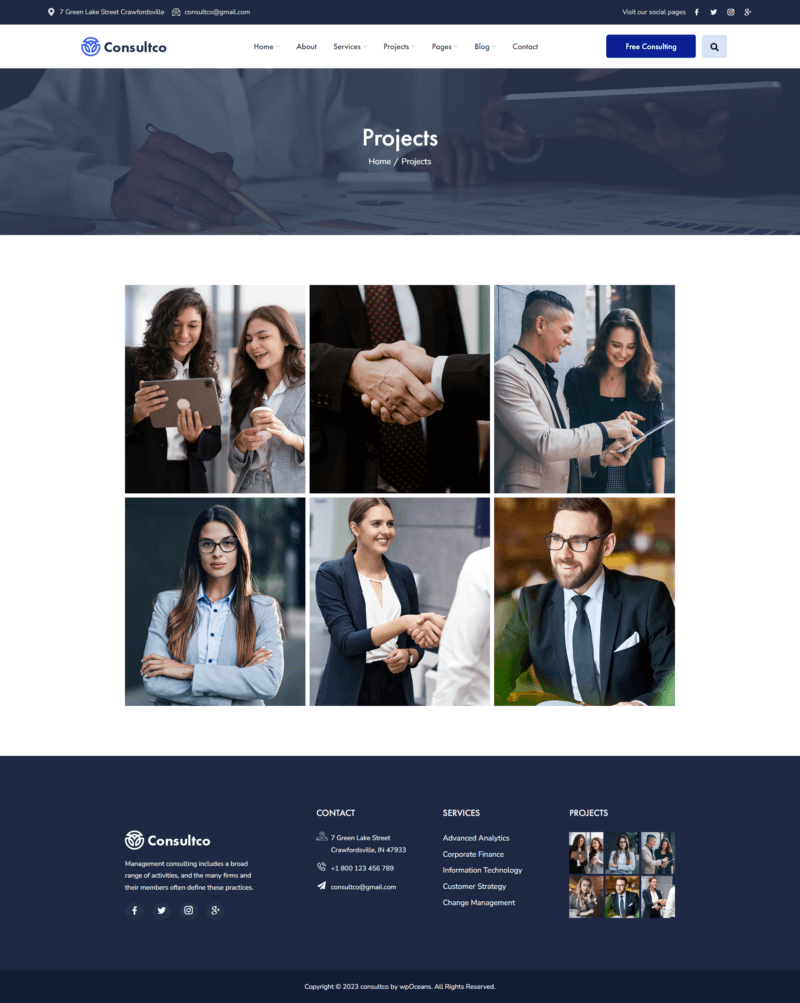 7 Green Lake Street Crawfordsville consultco@gmail.com Visit our social pages
Consultco Home About Services Projects Pages Blog Contact Free Consulting
Projects
Home / Projects
Consultco
Management consulting includes a broad
range of activities, and the many firms and
their members often define these practices.
CONTACT
7 Green Lake Street
Crawfordsville, IN 47933
+1 800 123 456 789
consultco@gmail.com
SERVICES
Advanced Analytics
Corporate Finance
Information Technology
Customer Strategy
Change Management
PROJECTS
Copyright © 2023 consultco by wpOceans. All Rights Reserved.